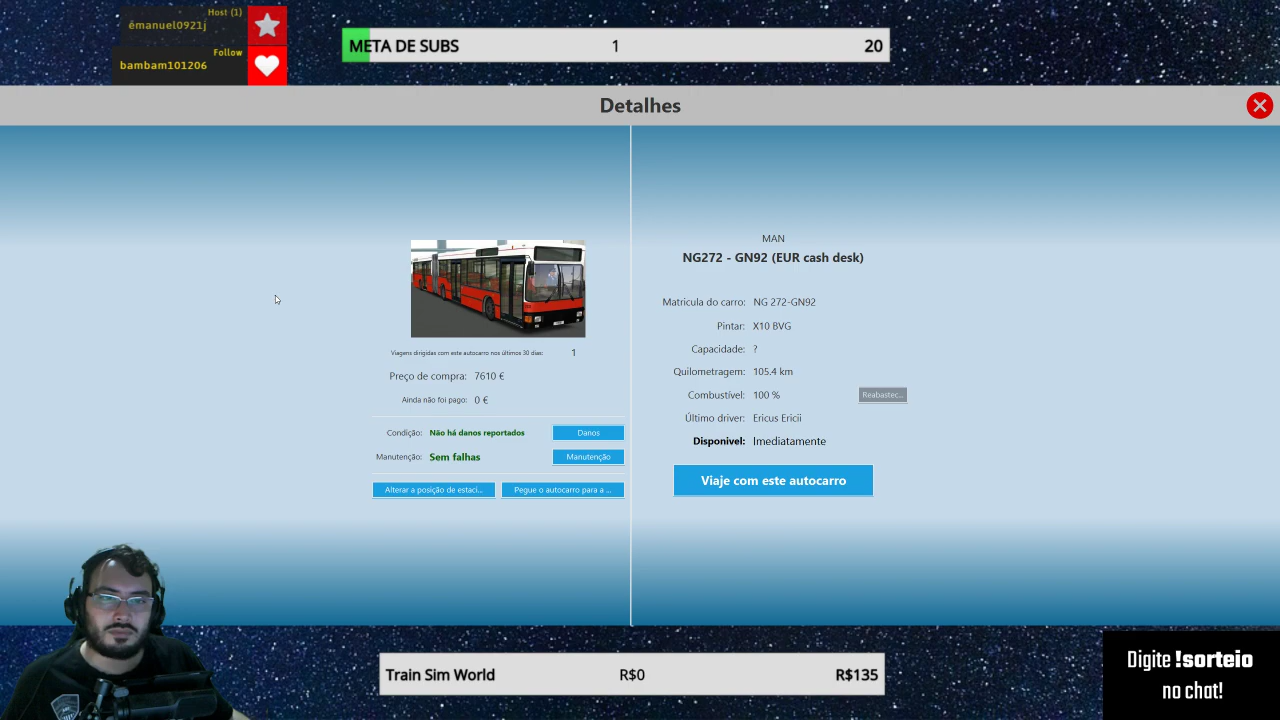 Host (1)
emanuel0921j
Follow
bambam101206
META DE SUBS 1 20
Detalhes
Viagens dirigidas com este autocarro nos últimos 30 dias: 1
Preço de compra: 7610 €
Ainda não foi pago: 0 €
Condição: Não há danos reportados Danos
Manutenção: Sem falhas Manutenção
Alterar a posição de estaci... Pegue o autocarro para a ...
MAN
NG272 - GN92 (EUR cash desk)
Matricula do carro: NG 272-GN92
Pintar: X10 BVG
Capacidade: ?
Quilometragem: 105.4 km
Combustível: 100 % Reabastec...
Último driver: Ericus Ericii
Disponivel: Imediatamente
Viaje com este autocarro
Train Sim World R$0 R$135
Digite !sorteio
no chat!